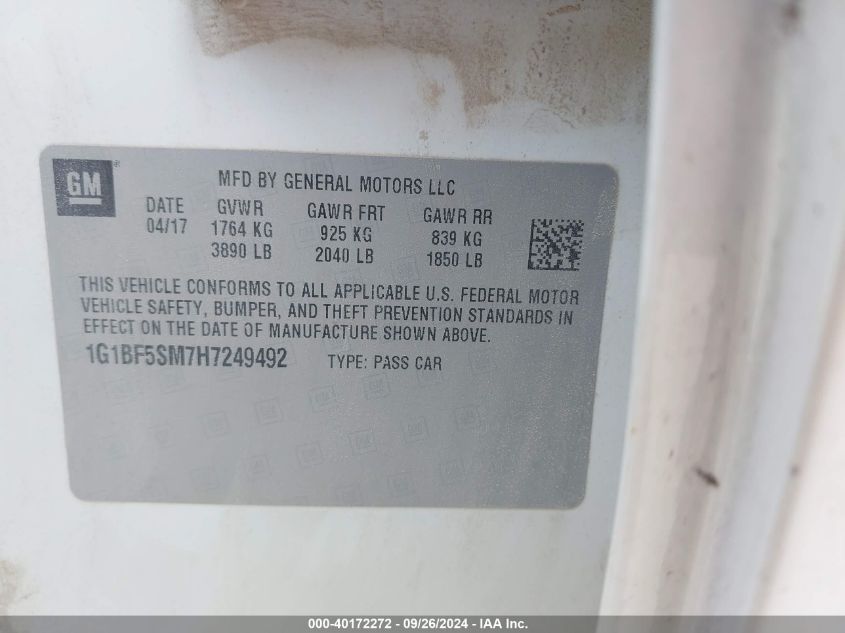 GM
MFD BY GENERAL MOTORS LLC
DATE GVWR GAWR FRT GAWR RR
04/17 1764 KG 925 KG 839 KG
3890 LB 2040 LB 1850 LB
THIS VEHICLE CONFORMS TO ALL APPLICABLE U.S. FEDERAL MOTOR
VEHICLE SAFETY, BUMPER, AND THEFT PREVENTION STANDARDS IN
EFFECT ON THE DATE OF MANUFACTURE SHOWN ABOVE.
1G1BF5SM7H7249492 TYPE: PASS CAR
000-40172272 - 09/26/2024 - IAA Inc.